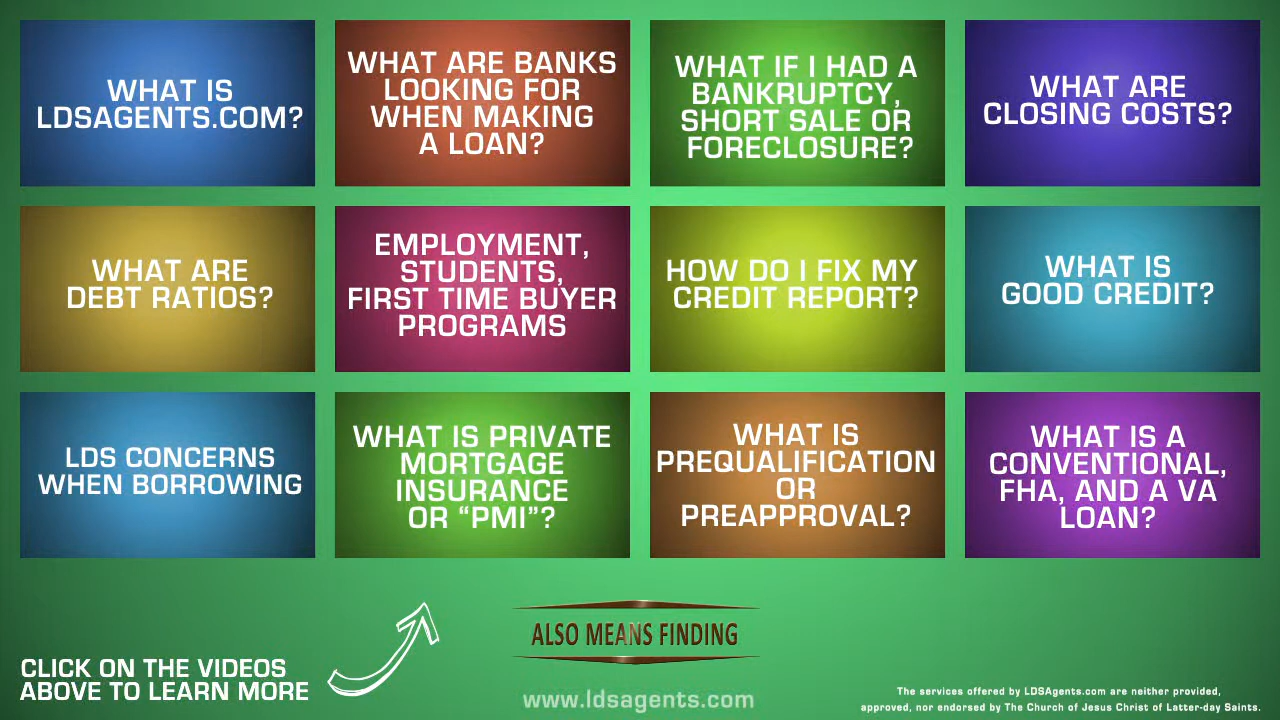 WHAT IS
LDSAGENTS.COM?
WHAT ARE BANKS
LOOKING FOR
WHEN MAKING
A LOAN?
WHAT IF I HAD A
BANKRUPTCY,
SHORT SALE OR
FORECLOSURE?
WHAT ARE
CLOSING COSTS?
WHAT ARE
DEBT RATIOS?
EMPLOYMENT,
STUDENTS,
FIRST TIME BUYER
PROGRAMS
HOW DO I FIX MY
CREDIT REPORT?
WHAT IS
GOOD CREDIT?
LDS CONCERNS
WHEN BORROWING
WHAT IS PRIVATE
MORTGAGE
INSURANCE
OR “PMI”?
WHAT IS
PREQUALIFICATION
OR
PREAPPROVAL?
WHAT IS A
CONVENTIONAL,
FHA, AND A VA
LOAN?
CLICK ON THE VIDEOS
ABOVE TO LEARN MORE
ALSO MEANS FINDING
www.ldsagents.com
The services offered by LDSAgents.com are neither provided,
approved, nor endorsed by The Church of Jesus Christ of Latter-day Saints.